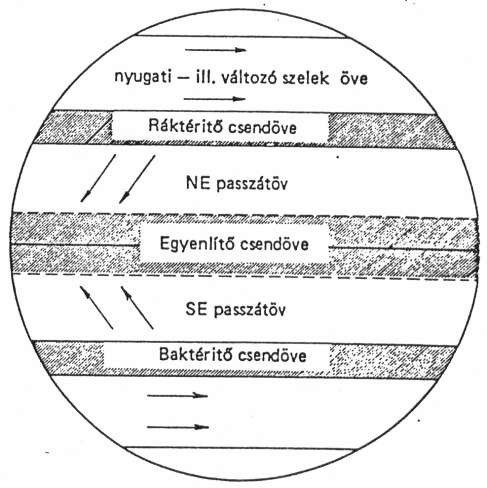 nyugati – ill. változó szelek öve
Ráktérítő csendöve
NE passzátöv
Egyenlítő csendöve
SE passzátöv
Baktérítő csendöve